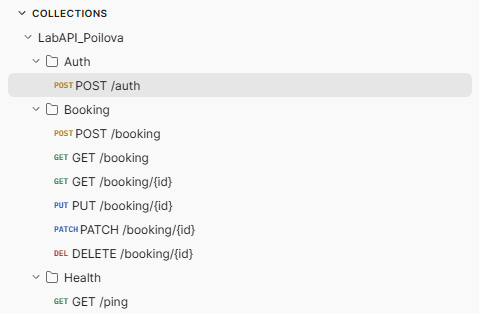 COLLECTIONS
LabAPI_Poilova
Auth
POST POST /auth
Booking
POST POST /booking
GET GET /booking
GET GET /booking/{id}
PUT PUT /booking/{id}
PATCH PATCH /booking/{id}
DEL DELETE /booking/{id}
Health
GET GET /ping